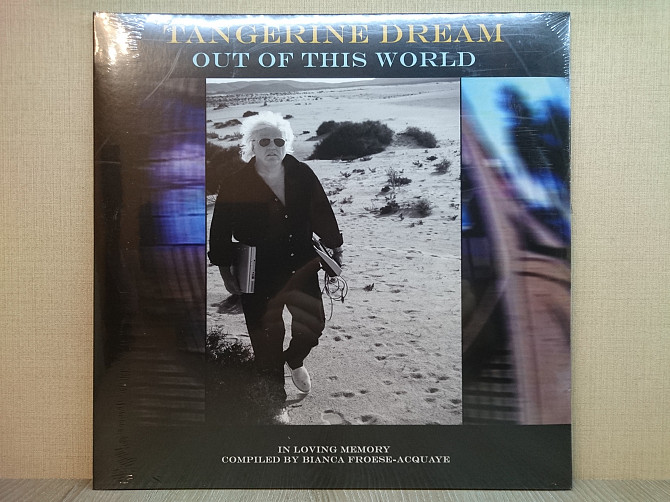 TANGERINE DREAM
OUT OF THIS WORLD
IN LOVING MEMORY
COMPILED BY BIANCA FROESE-ACQUAYE